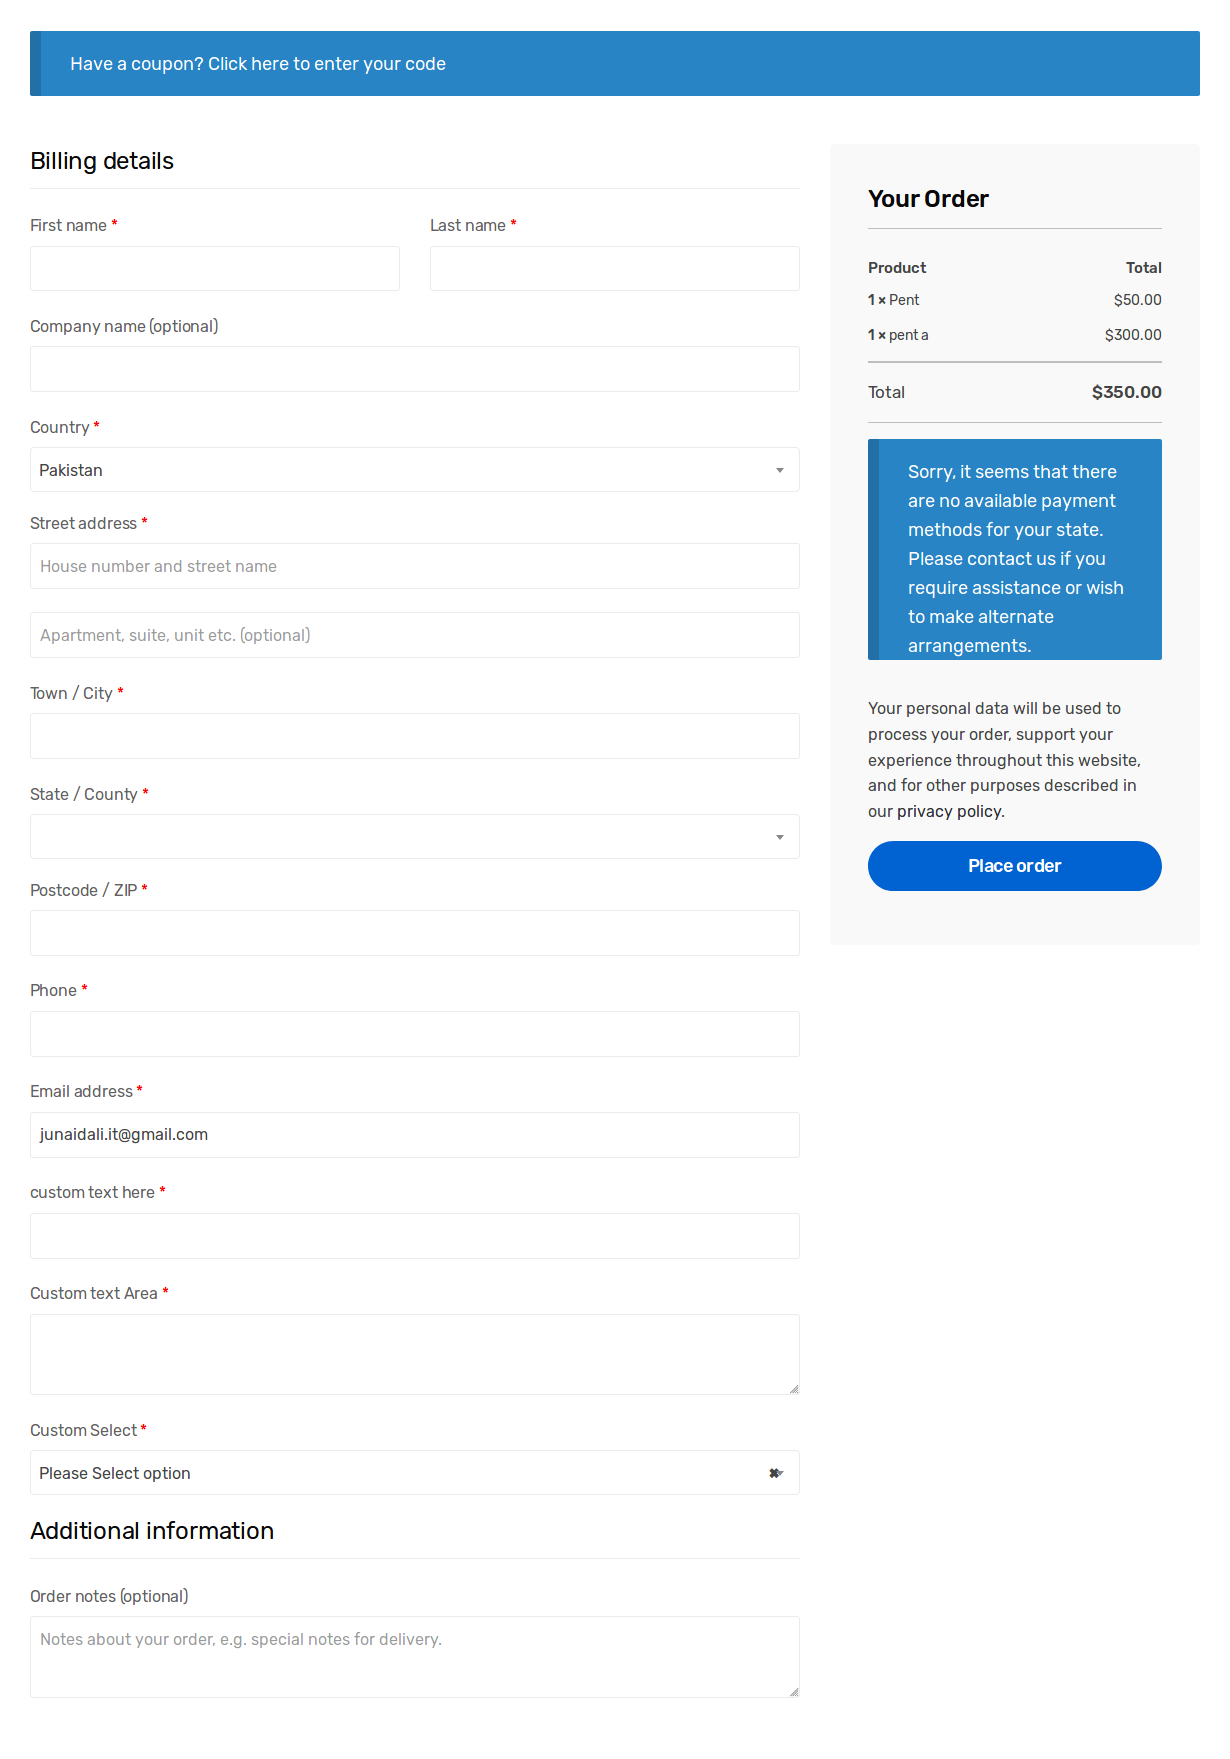 Have a coupon? Click here to enter your code
Billing details
First name *
Last name *
Company name (optional)
Country *
Pakistan
Street address *
House number and street name
Apartment, suite, unit etc. (optional)
Town / City *
State / County *
Postcode / ZIP *
Phone *
Email address *
junaidali.it@gmail.com
custom text here *
Custom text Area *
Custom Select *
Please Select option
Additional information
Order notes (optional)
Notes about your order, e.g. special notes for delivery.
Your Order
Product Total
1 × Pent $50.00
1 × pent a $300.00
Total $350.00
Sorry, it seems that there
are no available payment
methods for your state.
Please contact us if you
require assistance or wish
to make alternate
arrangements.
Your personal data will be used to
process your order, support your
experience throughout this website,
and for other purposes described in
our privacy policy.
Place order